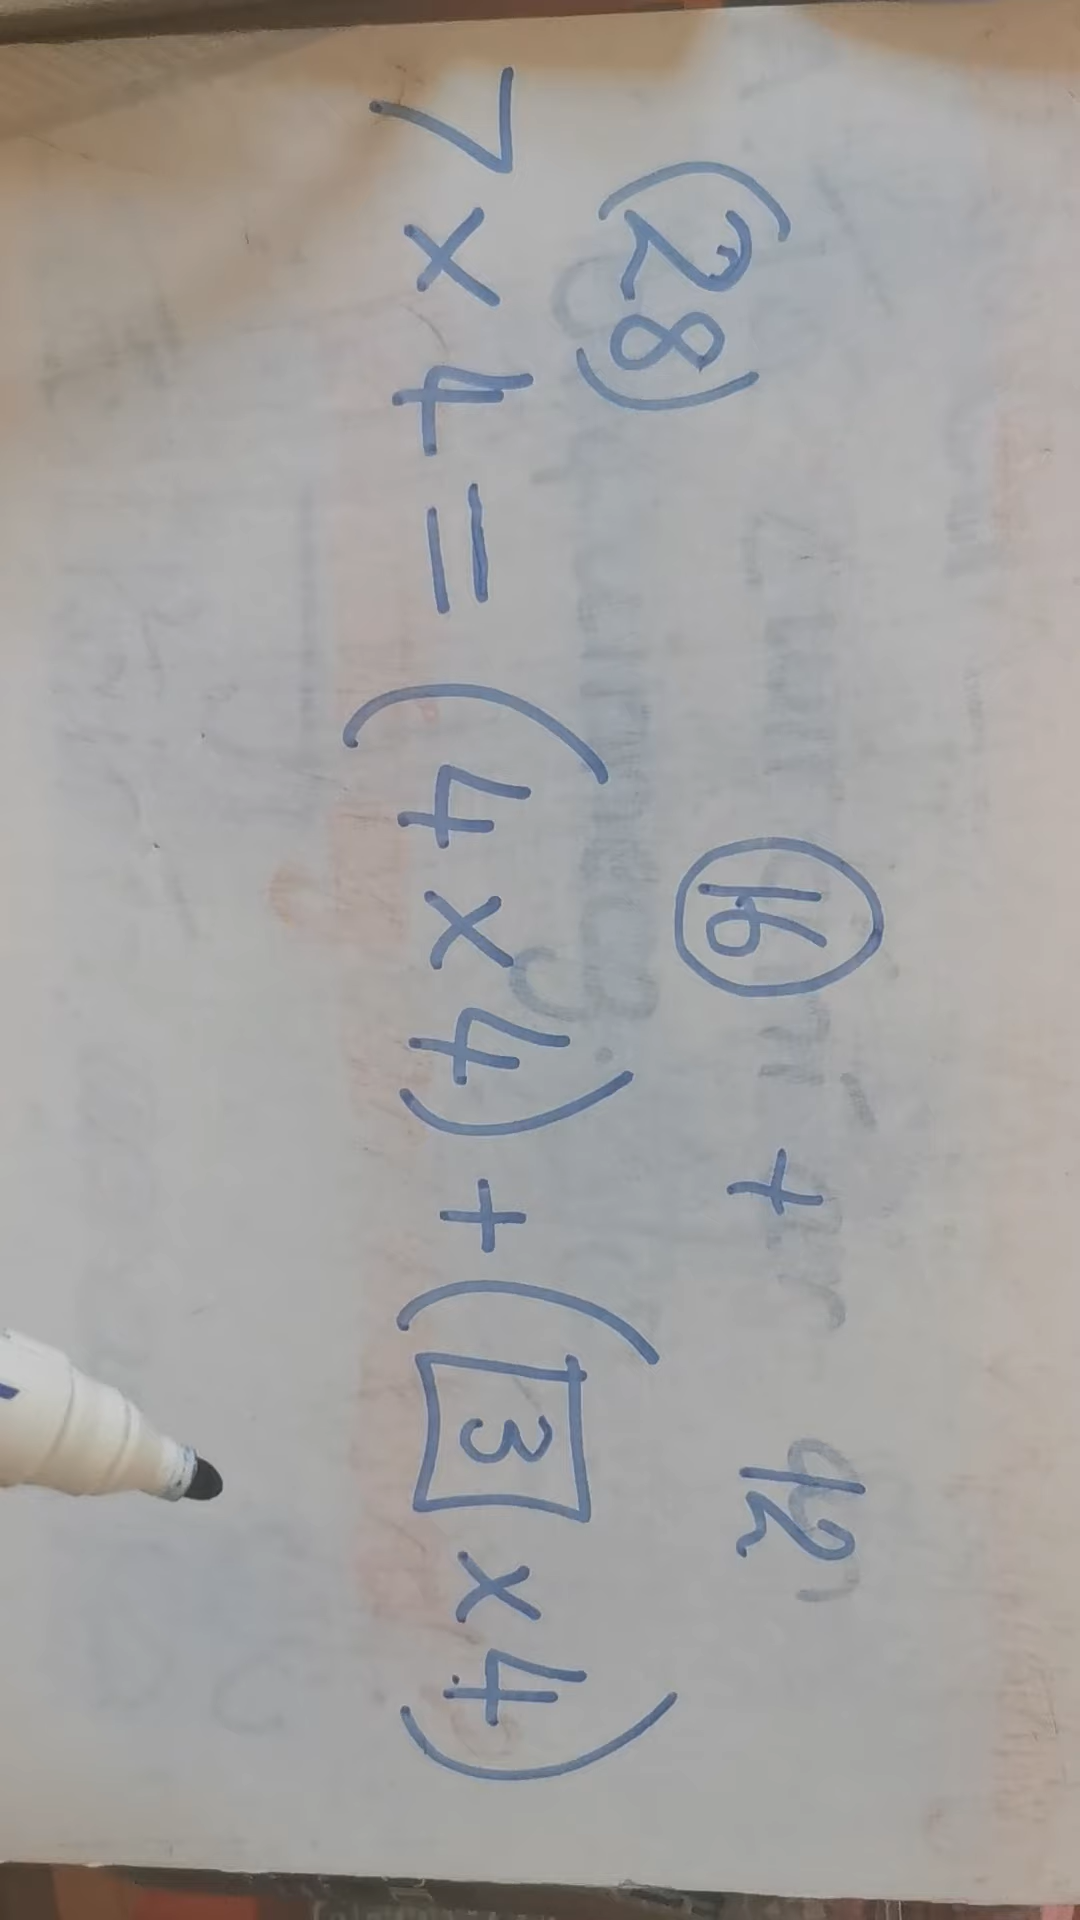 (28) 16 + 12
7 x 4 = (4 x 4) + (3 x 4)